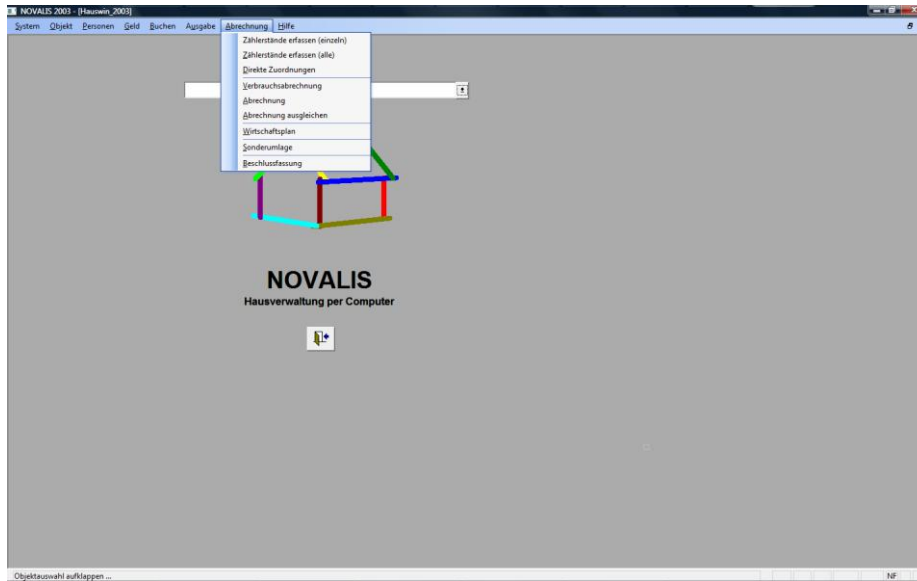 NOVALIS 2003 - [Hauswin_2003]
System Objekt Personen Geld Buchen Ausgabe Abrechnung Hilfe
Zählerstände erfassen (einzeln)
Zählerstände erfassen (alle)
Direkte Zuordnungen
Verbrauchsabrechnung
Abrechnung
Abrechnung ausgleichen
Wirtschaftsplan
Sonderumlage
Beschlussfassung
NOVALIS
Hausverwaltung per Computer
Objektauswahl aufklappen ...
NF